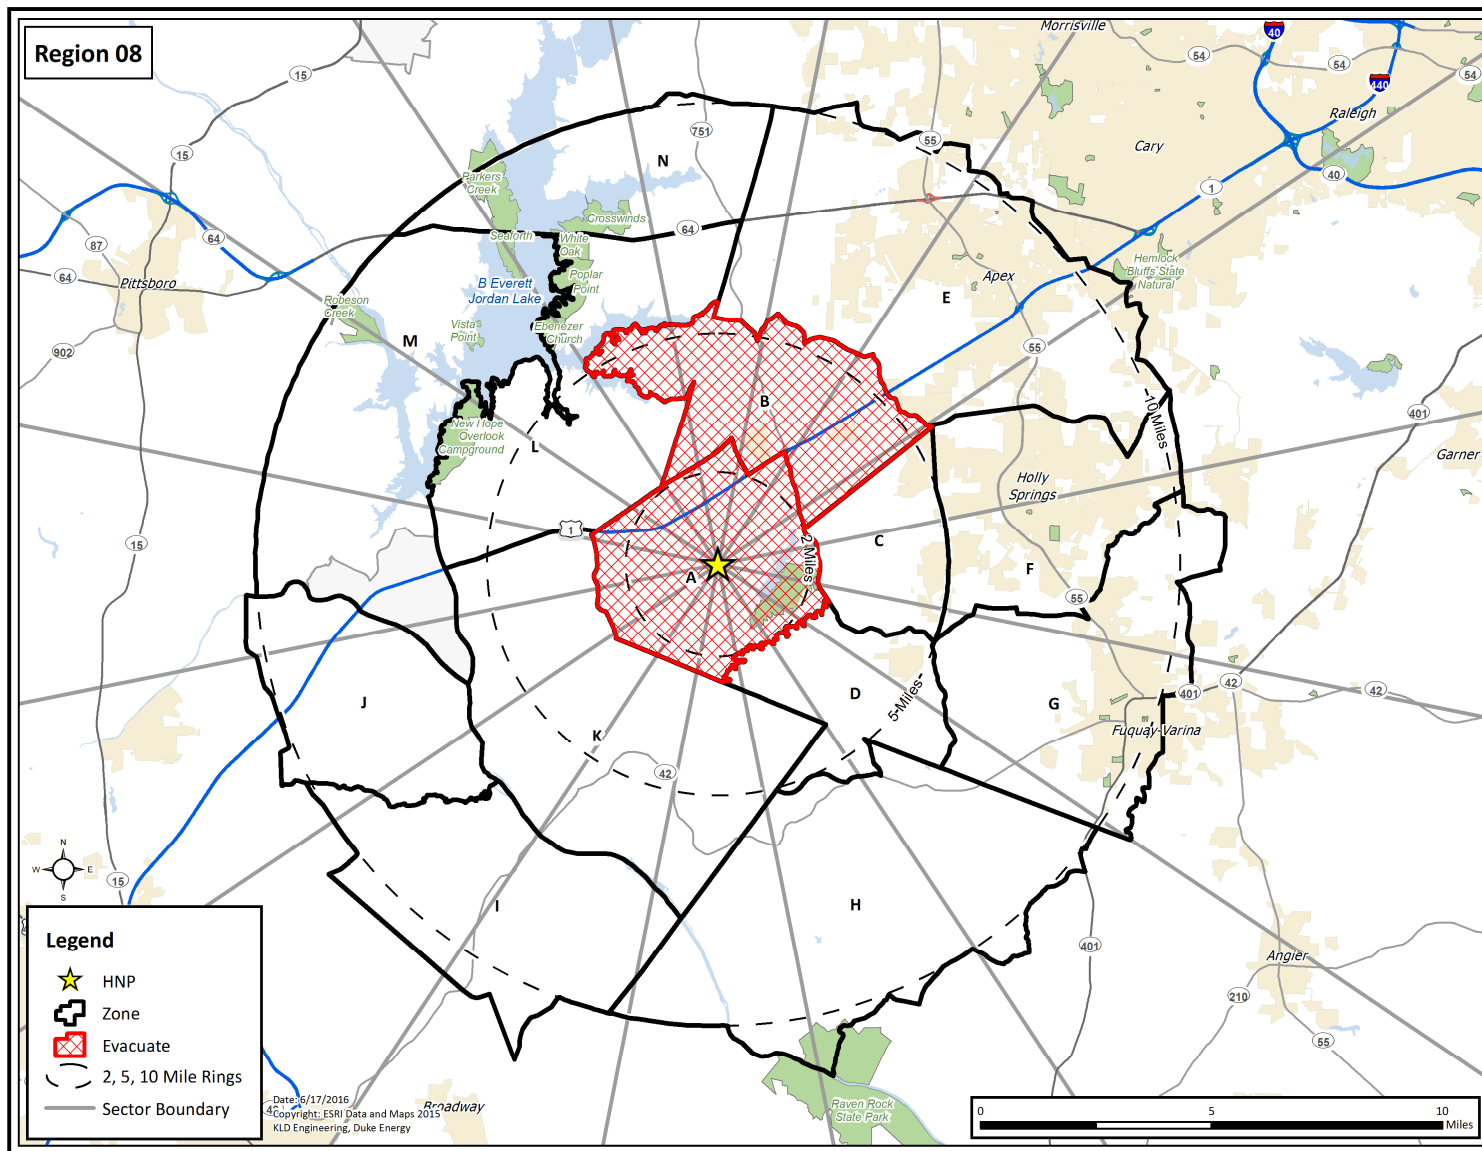 Region 08
Morrisville
40
54
54
54
440
Raleigh
15
751
55
Cary
15
N
40
Parkers
Creek
1
Crosswinds
64
64
Seaforth
White
Oak
87
64
Pittsboro
B Everett
Jordan Lake
Poplar
Point
Apex
Hemlock
Bluffs State
Natural
E
Robeson
Creek
Vista
Point
Ebenezer
Church
M
902
55
B
10 Miles
401
New Hope
Overlook
Campground
L
Garner
Holly
Springs
1
15
2 Miles
C
A
F
55
42
42
401
J
D
5 Miles
G
K
Fuquay-Varina
42
N
W
E
S
15
I
H
401
Angier
210
55
Legend
HNP
Zone
Evacuate
2, 5, 10 Mile Rings
Sector Boundary
Date: 6/17/2016
Copyright: ESRI Data and Maps 2015
KLD Engineering, Duke Energy
Broadway
Raven Rock
State Park
0
5
10
Miles